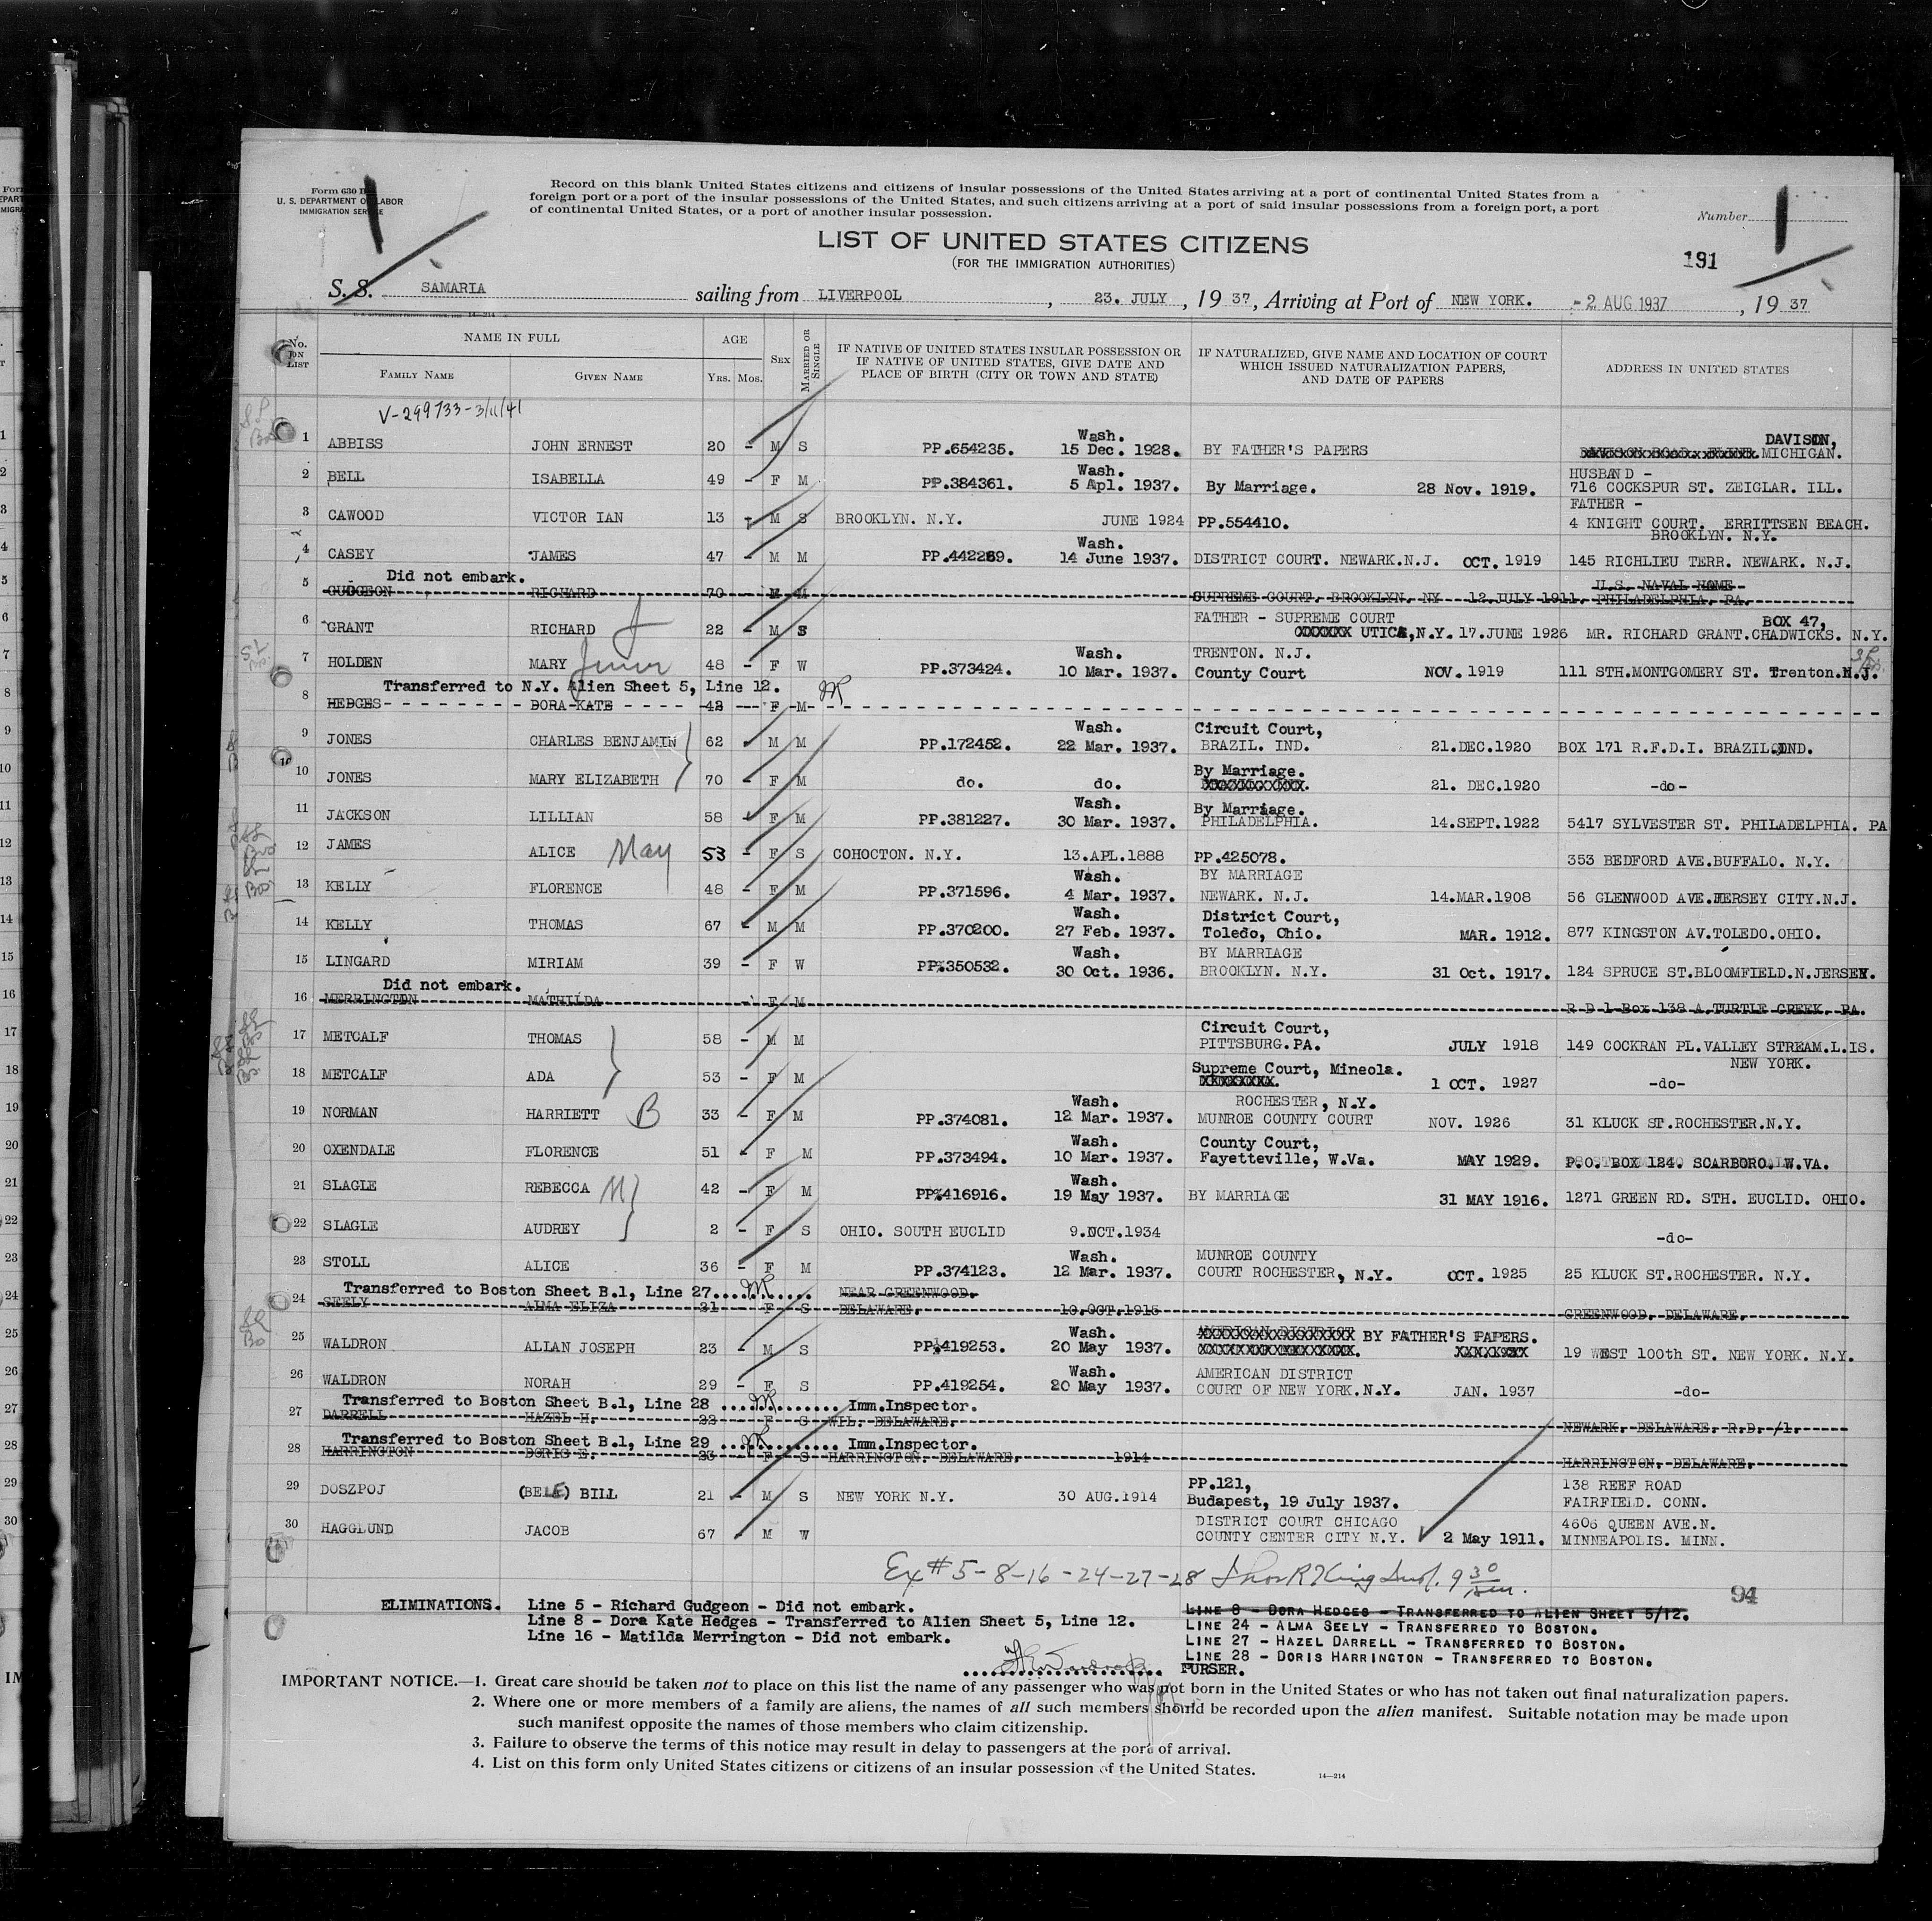 Form 630 B
U. S. DEPARTMENT OF LABOR
IMMIGRATION SERVICE
Record on this blank United States citizens and citizens of insular possessions of the United States arriving at a port of continental United States from a
foreign port or a port of the insular possessions of the United States, and such citizens arriving at a port of said insular possessions from a foreign port, a port
of continental United States, or a port of another insular possession.
Number 1
LIST OF UNITED STATES CITIZENS
(FOR THE IMMIGRATION AUTHORITIES)
191
S. S. SAMARIA sailing from LIVERPOOL, 23. JULY, 1937, Arriving at Port of NEW YORK. -2 AUG 1937, 1937
No. ON LIST
NAME IN FULL
FAMILY NAME
GIVEN NAME
AGE
YRS. MOS.
SEX
MARRIED OR SINGLE
IF NATIVE OF UNITED STATES INSULAR POSSESSION OR
IF NATIVE OF UNITED STATES, GIVE DATE AND
PLACE OF BIRTH (CITY OR TOWN AND STATE)
IF NATURALIZED, GIVE NAME AND LOCATION OF COURT
WHICH ISSUED NATURALIZATION PAPERS,
AND DATE OF PAPERS
ADDRESS IN UNITED STATES
V-299733-3/11/41
1 ABBISS JOHN ERNEST 20 - M S PP.654235. Wash. 15 Dec. 1928. BY FATHER'S PAPERS DAVISON, MICHIGAN.
2 BELL ISABELLA 49 - F M PP.384361. Wash. 5 Apl. 1937. By Marriage. 28 Nov. 1919. HUSBAND - 716 COCKSPUR ST. ZEIGLAR. ILL.
3 CAWOOD VICTOR IAN 13 - M S BROOKLYN. N.Y. JUNE 1924 PP.554410. FATHER - 4 KNIGHT COURT. ERRITTSEN BEACH. BROOKLYN. N.Y.
4 CASEY JAMES 47 - M M PP.442269. Wash. 14 June 1937. DISTRICT COURT. NEWARK.N.J. OCT. 1919 145 RICHLIEU TERR. NEWARK. N.J.
Did not embark.
5 GUDGEON RICHARD 70 - M M SUPREME COURT, BROOKLYN, NY 12.JULY 1911. U.S. NAVAL HOME PHILADELPHIA, PA.
6 GRANT RICHARD 22 - M S FATHER - SUPREME COURT UTICA, N.Y. 17.JUNE 1926 BOX 47, MR. RICHARD GRANT.CHADWICKS. N.Y.
7 HOLDEN MARY 48 - F W PP.373424. Wash. 10 Mar. 1937. TRENTON. N.J. County Court NOV. 1919 111 STH.MONTGOMERY ST. Trenton.N.J.
Transferred to N.Y. Alien Sheet 5, Line 12.
8 HEDGES DORA KATE 42 - F M
9 JONES CHARLES BENJAMIN 62 - M M PP.172452. Wash. 22 Mar. 1937. Circuit Court, BRAZIL. IND. 21.DEC.1920 BOX 171 R.F.D.I. BRAZIL.IND.
10 JONES MARY ELIZABETH 70 - F M do. do. By Marriage. 21. DEC.1920 -do-
11 JACKSON LILLIAN 58 - F M PP.381227. Wash. 30 Mar. 1937. By Marriage. PHILADELPHIA. 14.SEPT.1922 5417 SYLVESTER ST. PHILADELPHIA. PA
12 JAMES ALICE May 53 - F S COHOCTON. N.Y. 13.APL.1888 PP.425078. 353 BEDFORD AVE.BUFFALO. N.Y.
13 KELLY FLORENCE 48 - F M PP.371596. Wash. 4 Mar. 1937. BY MARRIAGE NEWARK. N.J. 14.MAR.1908 56 GLENWOOD AVE.JERSEY CITY.N.J.
14 KELLY THOMAS 67 - M M PP.370200. Wash. 27 Feb. 1937. District Court, Toledo, Ohio. MAR. 1912. 877 KINGSTON AV.TOLEDO.OHIO.
15 LINGARD MIRIAM 39 - F W PP.350532. Wash. 30 Oct. 1936. BY MARRIAGE BROOKLYN. N.Y. 31 Oct. 1917. 124 SPRUCE ST.BLOOMFIELD.N.JERSEY.
Did not embark.
16 MERRINGTON MATHILDA - F M R D 1 Box 138 A.TURTLE CREEK. PA.
17 METCALF THOMAS 58 - M M Circuit Court, PITTSBURG.PA. JULY 1918 149 COCKRAN PL.VALLEY STREAM.L.IS. NEW YORK.
18 METCALF ADA 53 - F M Supreme Court, Mineola. 1 OCT. 1927 -do-
19 NORMAN HARRIETT B 33 - F M PP.374081. Wash. 12 Mar. 1937. ROCHESTER, N.Y. MUNROE COUNTY COURT NOV. 1926 31 KLUCK ST.ROCHESTER.N.Y.
20 OXENDALE FLORENCE 51 - F M PP.373494. Wash. 10 Mar. 1937. County Court, Fayetteville, W.Va. MAY 1929. P.O. BOX 124. SCARBORO. W.VA.
21 SLAGLE REBECCA M 42 - F M PP.416916. Wash. 19 May 1937. BY MARRIAGE 31 MAY 1916. 1271 GREEN RD. STH. EUCLID. OHIO.
22 SLAGLE AUDREY 2 - F S OHIO. SOUTH EUCLID 9.OCT.1934 -do-
23 STOLL ALICE 36 - F M PP.374123. Wash. 12 Mar. 1937. MUNROE COUNTY COURT ROCHESTER, N.Y. OCT. 1925 25 KLUCK ST.ROCHESTER. N.Y.
Transferred to Boston Sheet B.1, Line 27
24 SEELY ALMA ELIZA 21 - F S NEAR GREENWOOD. DELAWARE. 10.OCT.1915 GREENWOOD. DELAWARE.
25 WALDRON ALLAN JOSEPH 23 - M S PP.419253. Wash. 20 May 1937. BY FATHER'S PAPERS. 19 WEST 100th ST. NEW YORK. N.Y.
26 WALDRON NORAH 29 - F S PP.419254. Wash. 20 May 1937. AMERICAN DISTRICT COURT OF NEW YORK.N.Y. JAN. 1937 -do-
Transferred to Boston Sheet B.1, Line 28 Imm.Inspector.
27 DARRELL HAZEL H. 22 - F S WIL. DELAWARE. NEWARK. DELAWARE. R.D. /1.
Transferred to Boston Sheet B.1, Line 29 Imm.Inspector.
28 HARRINGTON DORIS E. 23 - F S HARRINGTON. DELAWARE. 1914 HARRINGTON. DELAWARE.
29 DOSZPOJ BILL 21 - M S NEW YORK N.Y. 30 AUG.1914 PP.121, Budapest, 19 July 1937. 138 REEF ROAD FAIRFIELD. CONN.
30 HAGGLUND JACOB 67 - M W DISTRICT COURT CHICAGO COUNTY CENTER CITY N.Y. 2 May 1911. 4606 QUEEN AVE.N. MINNEAPOLIS. MINN.
Ex # 5-8-16-24-27-28
94
ELIMINATIONS. Line 5 - Richard Gudgeon - Did not embark.
Line 8 - Dora Kate Hedges - Transferred to Alien Sheet 5, Line 12.
Line 16 - Matilda Merrington - Did not embark.
LINE 8 - DORA HEDGES - TRANSFERRED TO ALIEN SHEET 5/12.
LINE 24 - ALMA SEELY - TRANSFERRED TO BOSTON.
LINE 27 - HAZEL DARRELL - TRANSFERRED TO BOSTON.
LINE 28 - DORIS HARRINGTON - TRANSFERRED TO BOSTON.
PURSER.
IMPORTANT NOTICE.—1. Great care should be taken not to place on this list the name of any passenger who was not born in the United States or who has not taken out final naturalization papers.
2. Where one or more members of a family are aliens, the names of all such members should be recorded upon the alien manifest. Suitable notation may be made upon
such manifest opposite the names of those members who claim citizenship.
3. Failure to observe the terms of this notice may result in delay to passengers at the port of arrival.
4. List on this form only United States citizens or citizens of an insular possession of the United States.
14—214